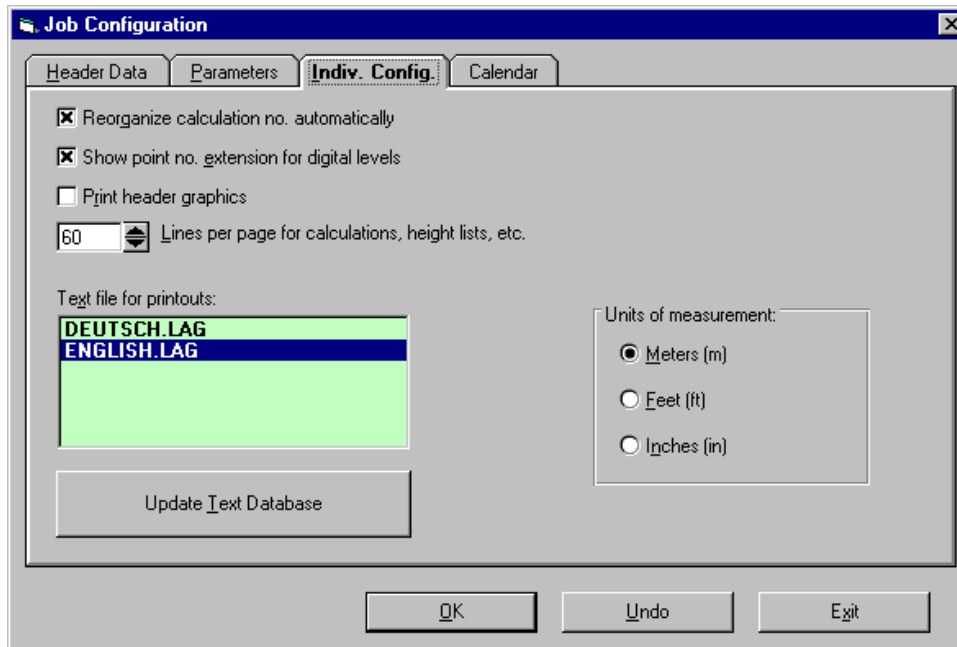 Job Configuration
Header Data Parameters Indiv. Config. Calendar
Reorganize calculation no. automatically
Show point no. extension for digital levels
Print header graphics
60 Lines per page for calculations, height lists, etc.
Text file for printouts:
DEUTSCH.LAG
ENGLISH.LAG
Units of measurement:
Meters (m)
Feet (ft)
Inches (in)
Update Text Database
OK Undo Exit